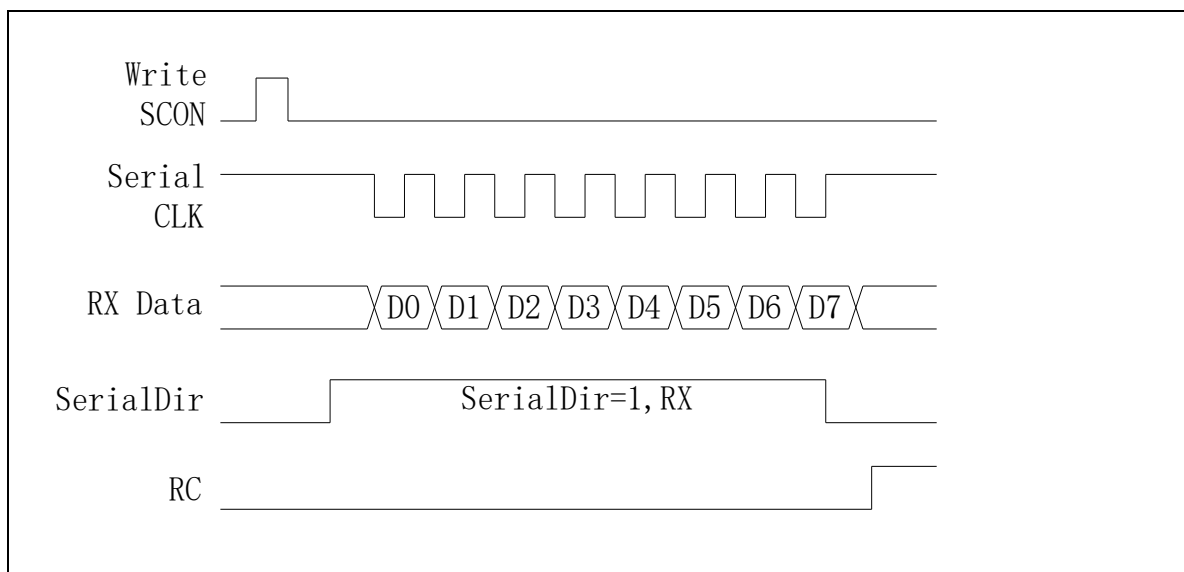 Write
SCON
Serial
CLK
RX Data
D0 D1 D2 D3 D4 D5 D6 D7
SerialDir
SerialDir=1,RX
RC